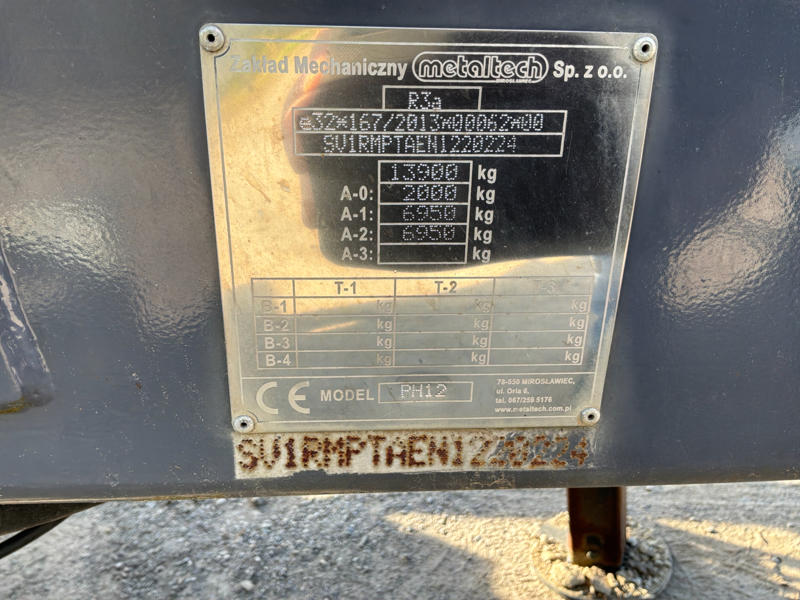 Zakład Mechaniczny metaltech Sp. z o.o.
MIROSŁAWIEC
R3a
e32*167/2013*00062*00
SV1RMPTAEN1220224
13900 kg
A-0: 2000 kg
A-1: 6950 kg
A-2: 6950 kg
A-3: kg
T-1 T-2 T-3
B-1 kg kg kg
B-2 kg kg kg
B-3 kg kg kg
B-4 kg kg kg
CE MODEL PH12
78-650 MIROSŁAWIEC,
ul. Orla 6,
tel. 067/259 5176
www.metaltech.com.pl
SV1RMPTAEN1220224